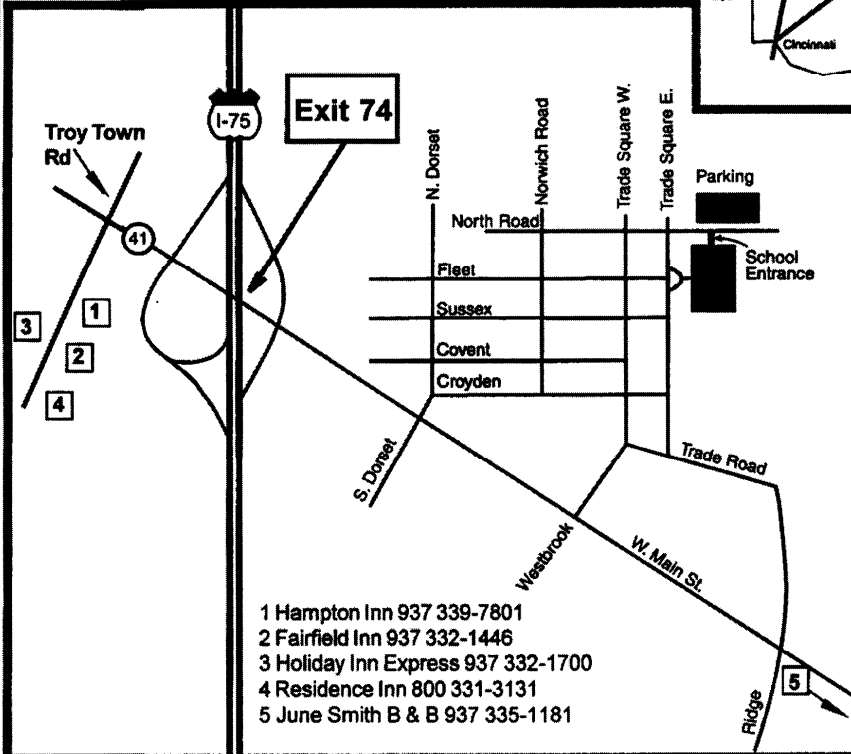 Cincinnati
I-75
Exit 74
Troy Town
Rd
41
N. Dorset
Norwich Road
Trade Square W.
Trade Square E.
Parking
North Road
School
Entrance
Fleet
Sussex
Covent
Croyden
1
2
3
4
S. Dorset
Trade Road
Westbrook
W. Main St.
Ridge
5
1 Hampton Inn 937 339-7801
2 Fairfield Inn 937 332-1446
3 Holiday Inn Express 937 332-1700
4 Residence Inn 800 331-3131
5 June Smith B & B 937 335-1181